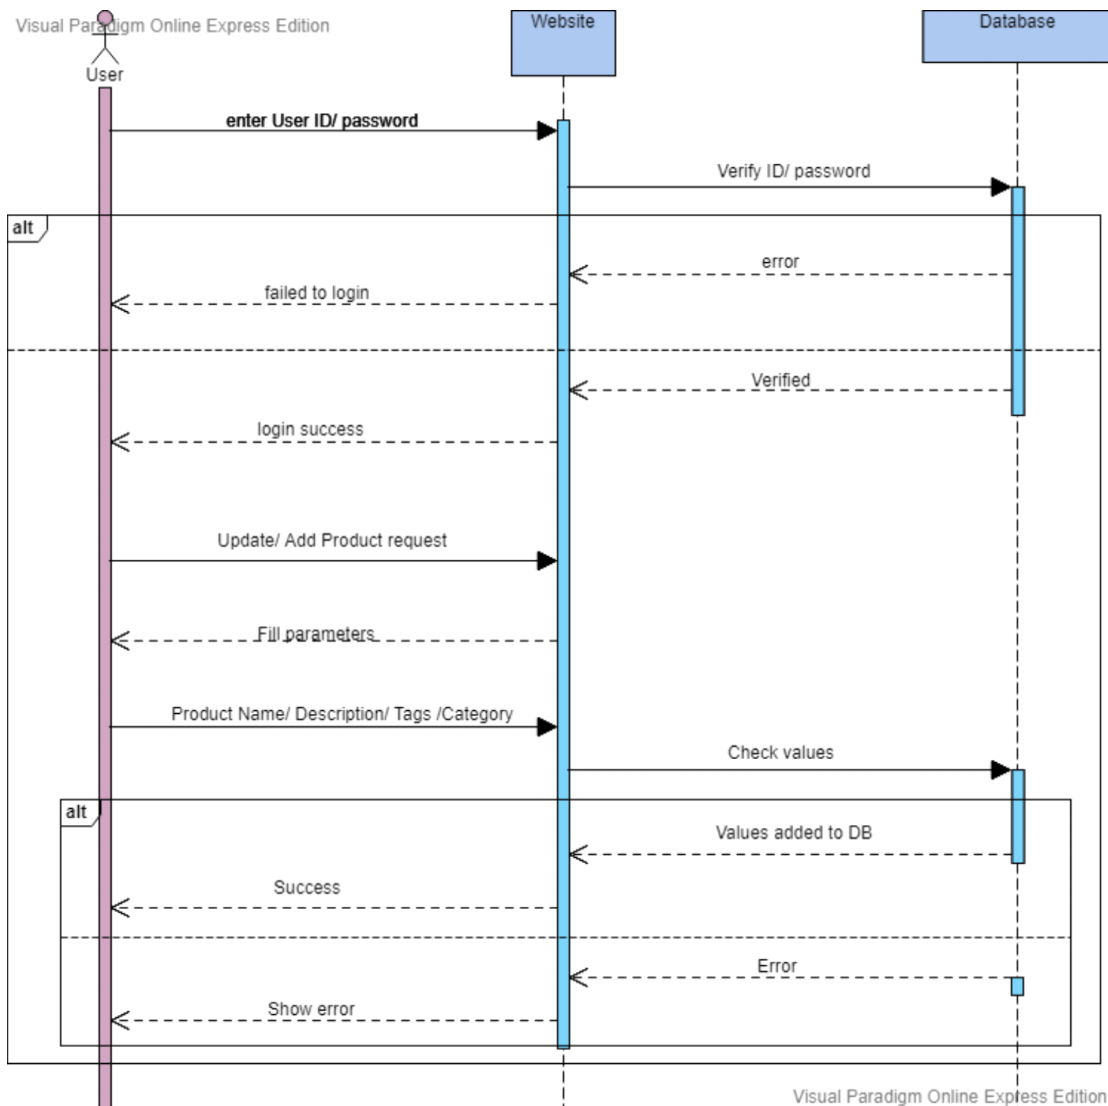 Visual Paradigm Online Express Edition
User
Website
Database
enter User ID/ password
Verify ID/ password
alt
error
failed to login
Verified
login success
Update/ Add Product request
Fill parameters
Product Name/ Description/ Tags /Category
Check values
alt
Values added to DB
Success
Error
Show error
Visual Paradigm Online Express Edition